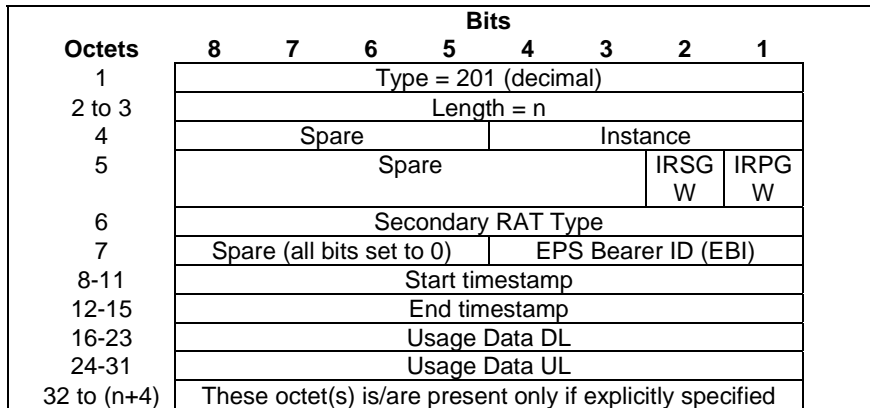 Bits
Octets 8 7 6 5 4 3 2 1
1 Type = 201 (decimal)
2 to 3 Length = n
4 Spare Instance
5 Spare IRSG IRPG
W W
6 Secondary RAT Type
7 Spare (all bits set to 0) EPS Bearer ID (EBI)
8-11 Start timestamp
12-15 End timestamp
16-23 Usage Data DL
24-31 Usage Data UL
32 to (n+4) These octet(s) is/are present only if explicitly specified